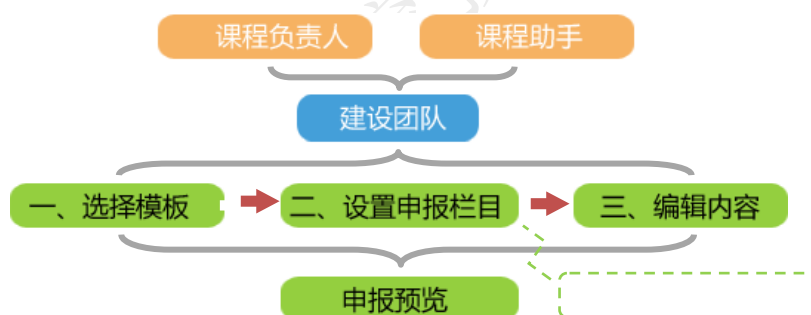 课程负责人
课程助手
建设团队
一、选择模板
二、设置申报栏目
三、编辑内容
申报预览